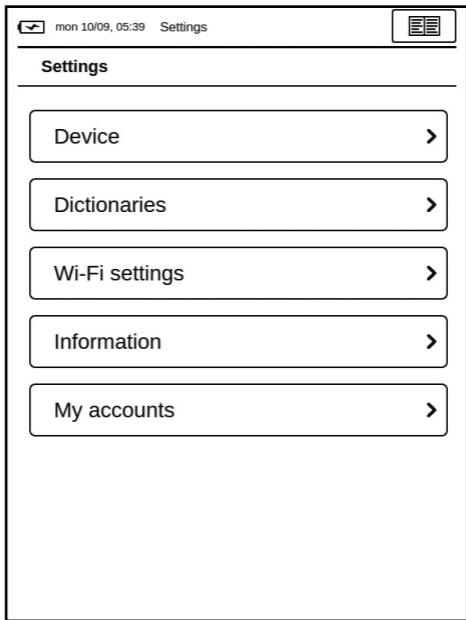 mon 10/09, 05:39 Settings
Settings
Device
Dictionaries
Wi-Fi settings
Information
My accounts